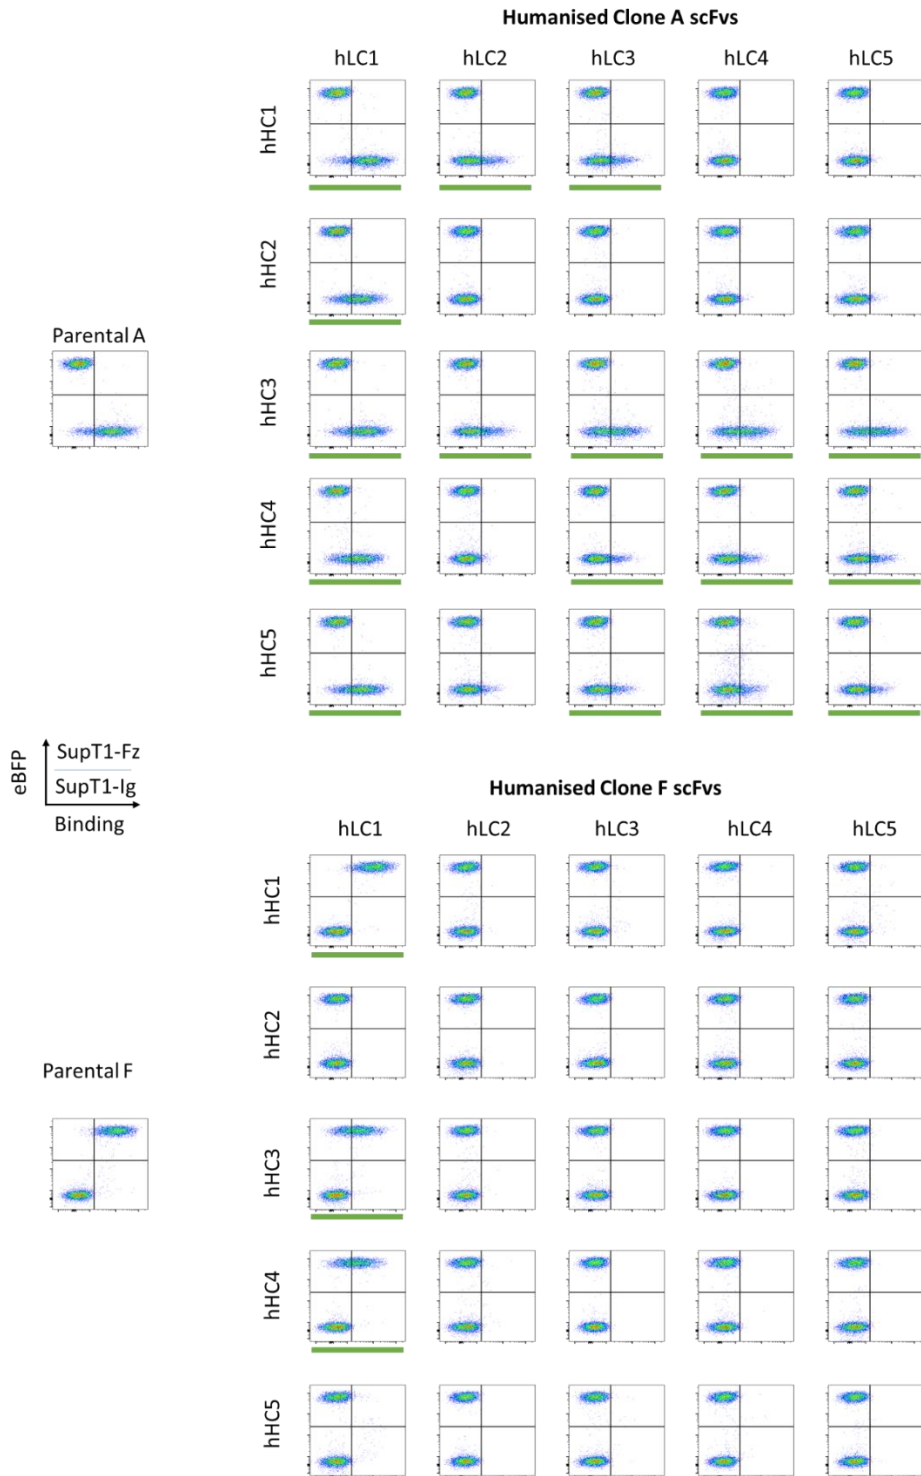 Humanised Clone A scFvs
hLC1 hLC2 hLC3 hLC4 hLC5
hHC1
hHC2
Parental A
hHC3
hHC4
hHC5
eBFP
SupT1-Fz
SupT1-Ig
Binding
Humanised Clone F scFvs
hLC1 hLC2 hLC3 hLC4 hLC5
hHC1
hHC2
Parental F
hHC3
hHC4
hHC5